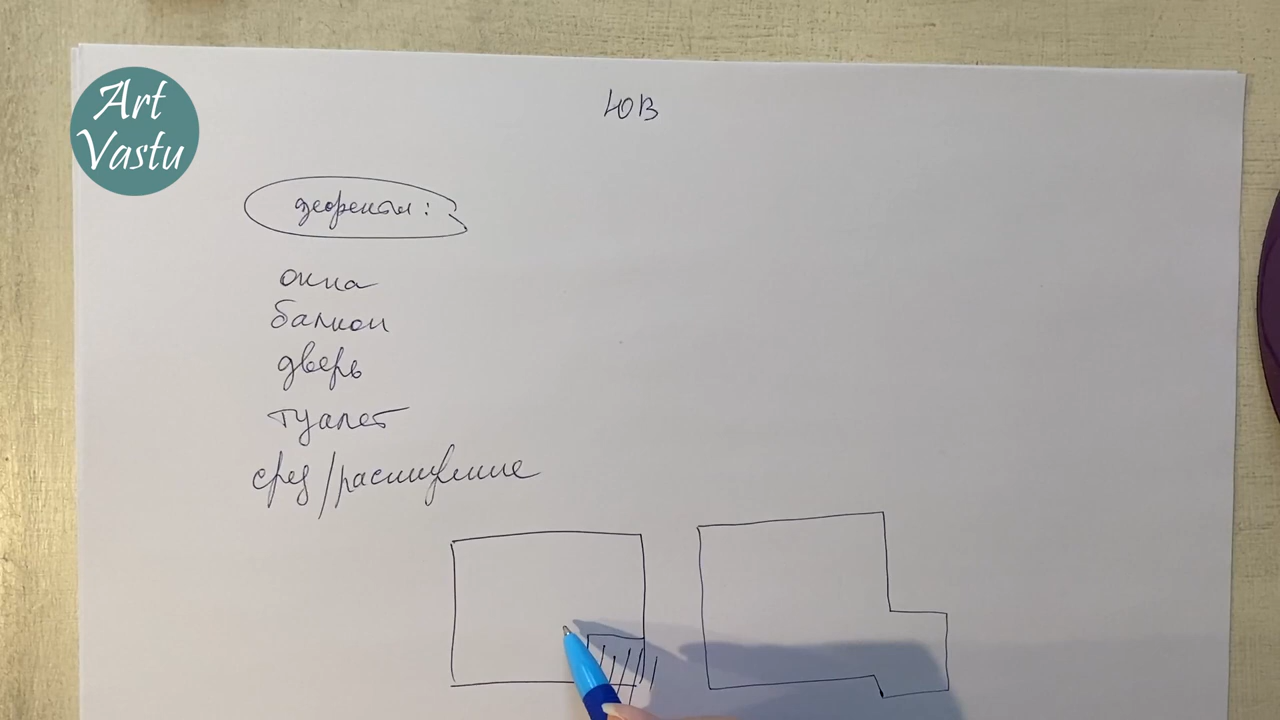 Art
Vastu
ЮВ
дефекты:
окна
балкон
дверь
туалет
срез/расширение